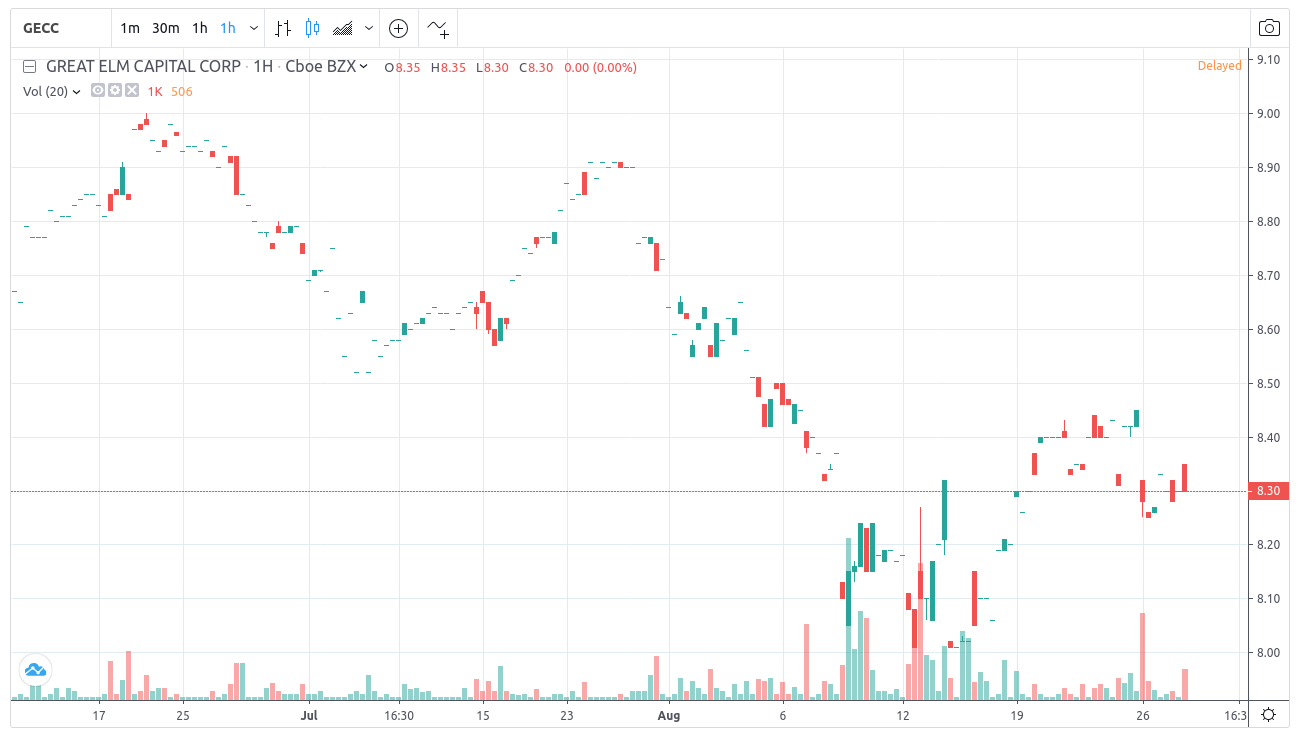 GECC 1m 30m 1h 1h
GREAT ELM CAPITAL CORP · 1H · Cboe BZX O8.35 H8.35 L8.30 C8.30 0.00 (0.00%)
Delayed
Vol (20) 1K 506
9.10
9.00
8.90
8.80
8.70
8.60
8.50
8.40
8.30
8.20
8.10
8.00
17 25 Jul 16:30 15 23 Aug 6 12 19 26 16:3